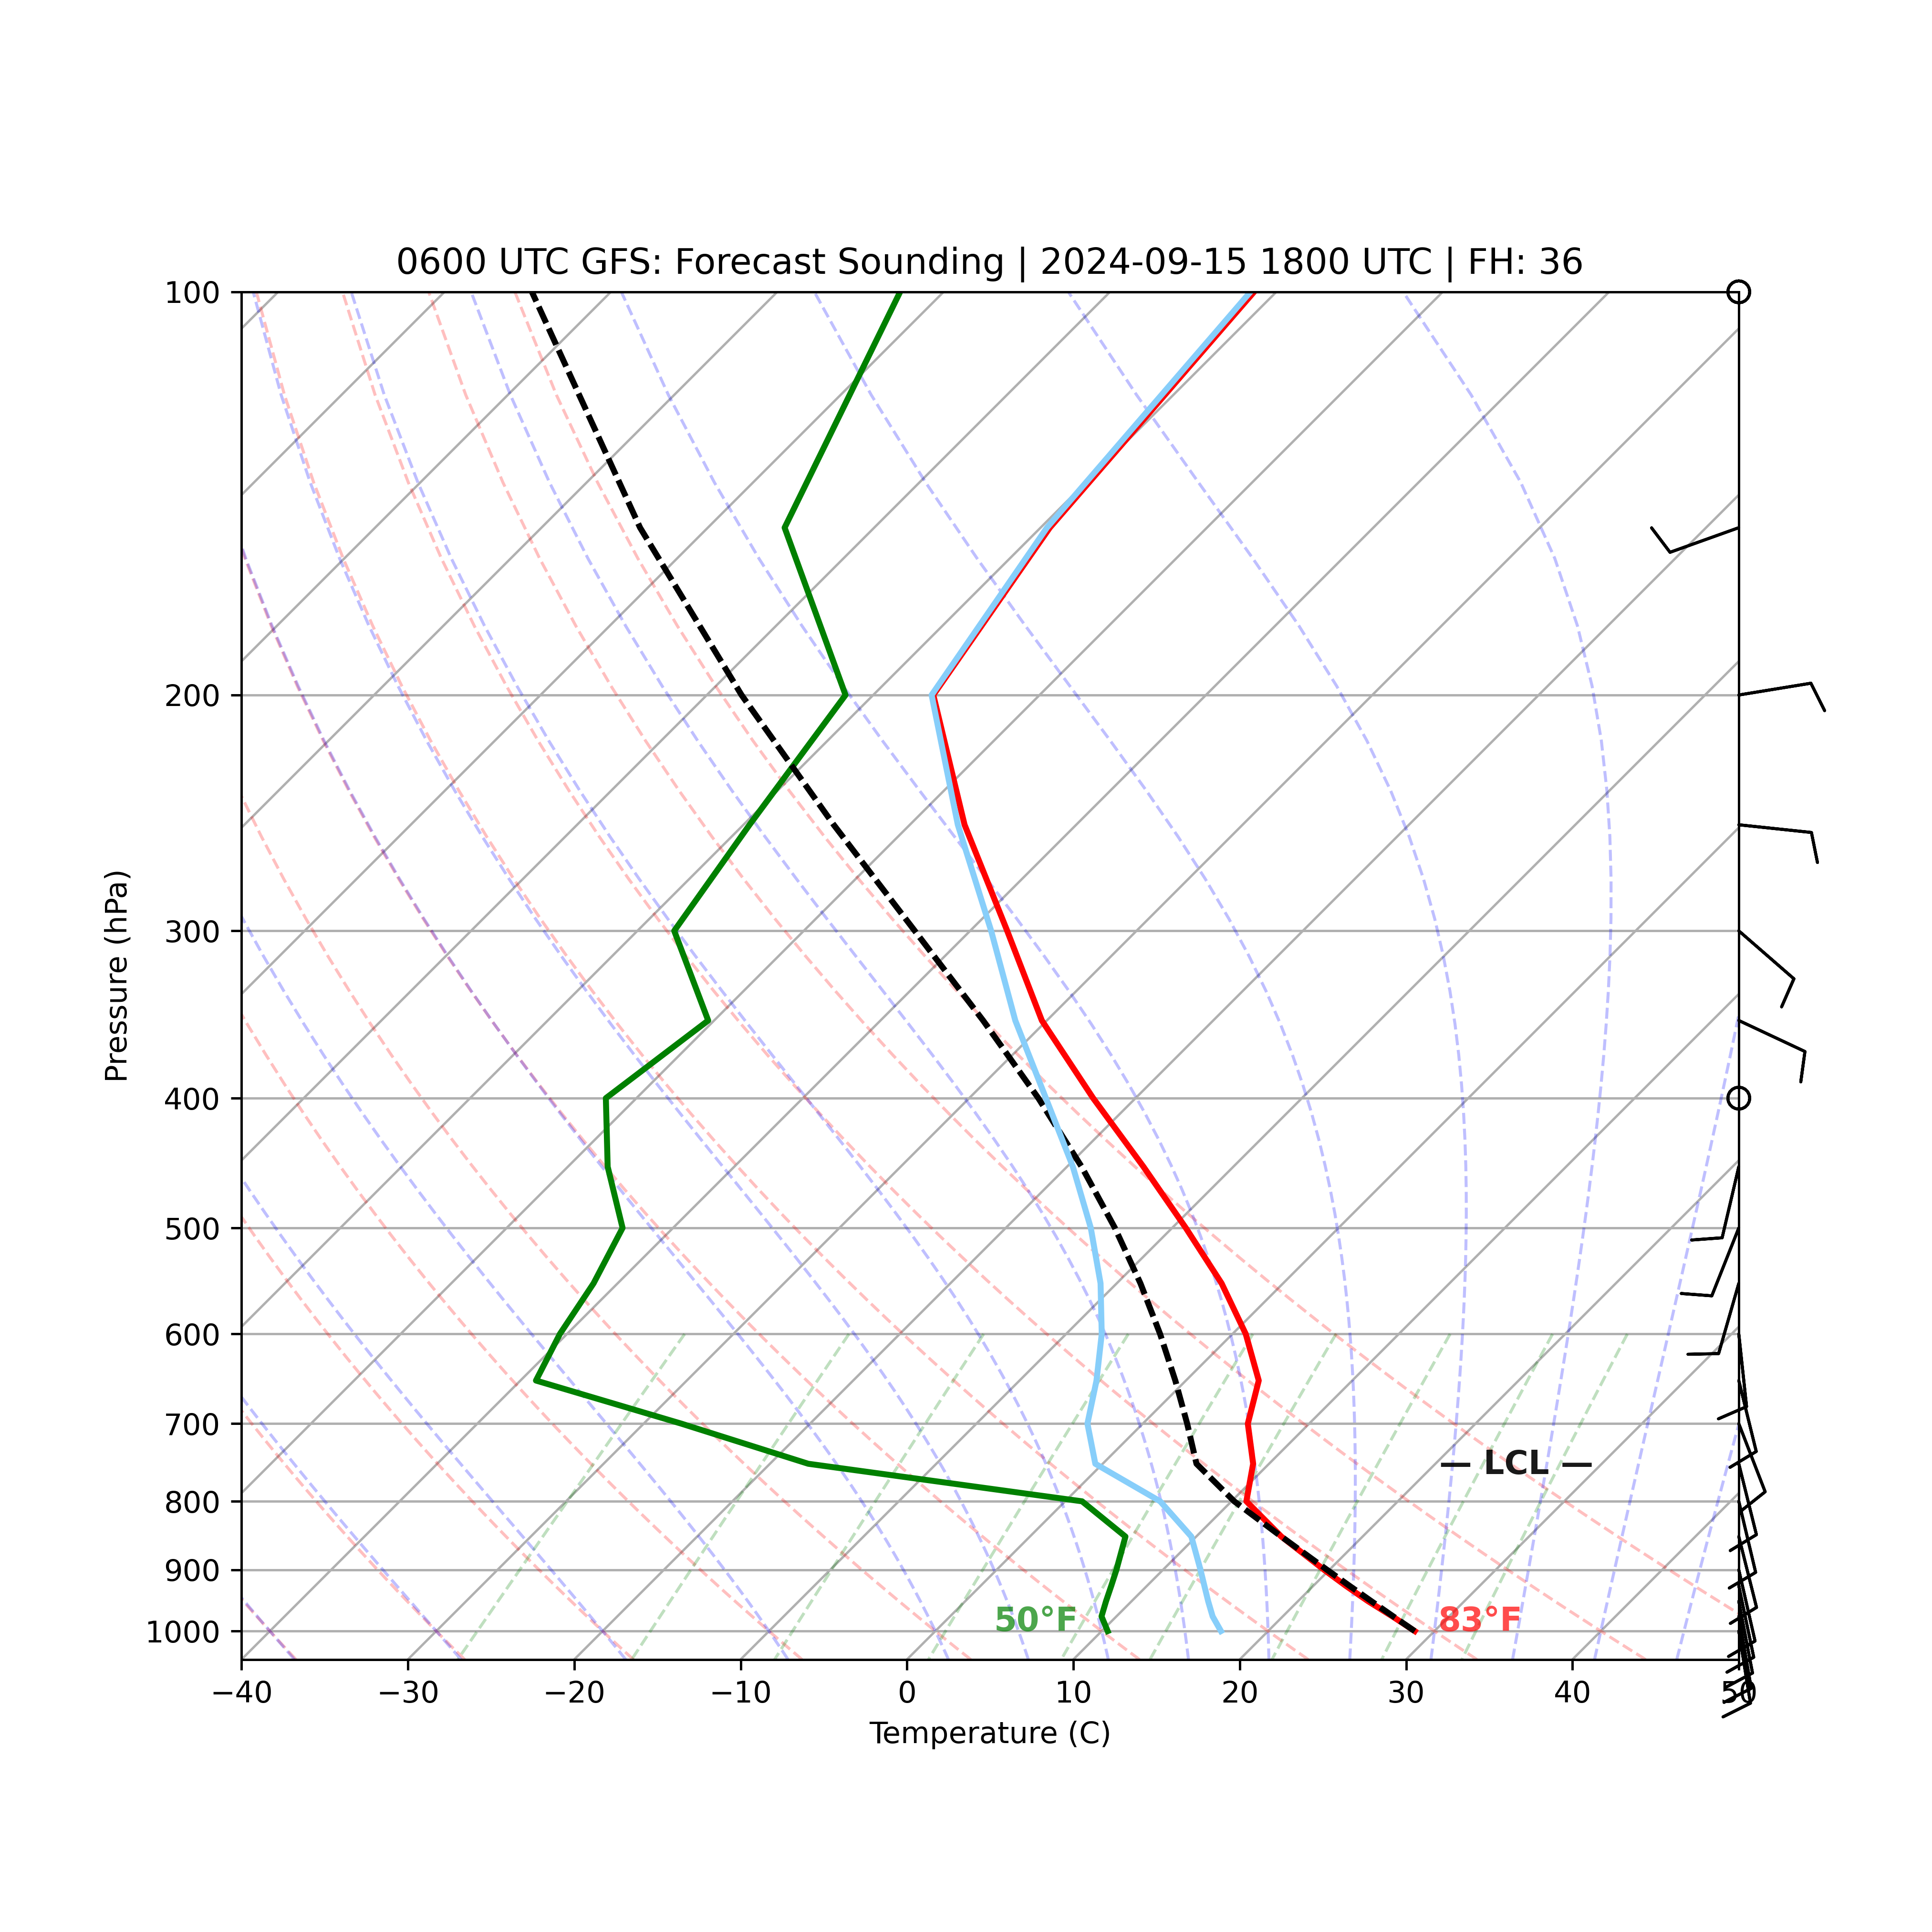 0600 UTC GFS: Forecast Sounding | 2024-09-15 1800 UTC | FH: 36
100
200
300
400
500
600
700
800
900
1000
Pressure (hPa)
— LCL —
50°F
83°F
−40 −30 −20 −10 0 10 20 30 40 50
Temperature (C)